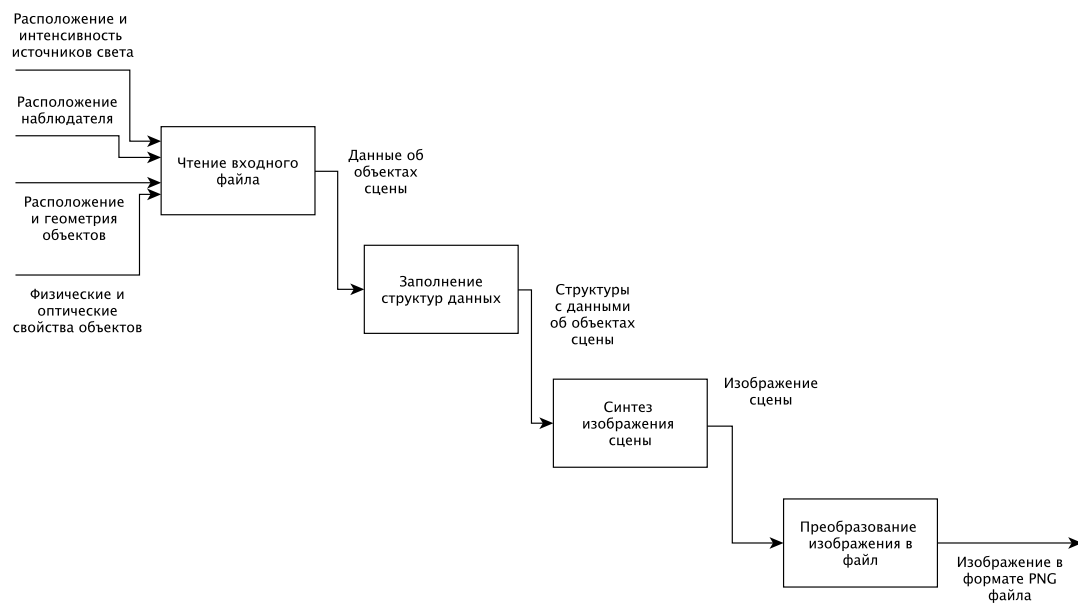 Расположение и
интенсивность
источников света
Расположение
наблюдателя
Расположение
и геометрия
объектов
Физические и
оптические
свойства объектов
Чтение входного
файла
Данные об
объектах
сцены
Заполнение
структур данных
Структуры
с данными
об объектах
сцены
Синтез
изображения
сцены
Изображение
сцены
Преобразование
изображения в
файл
Изображение в
формате PNG
файла